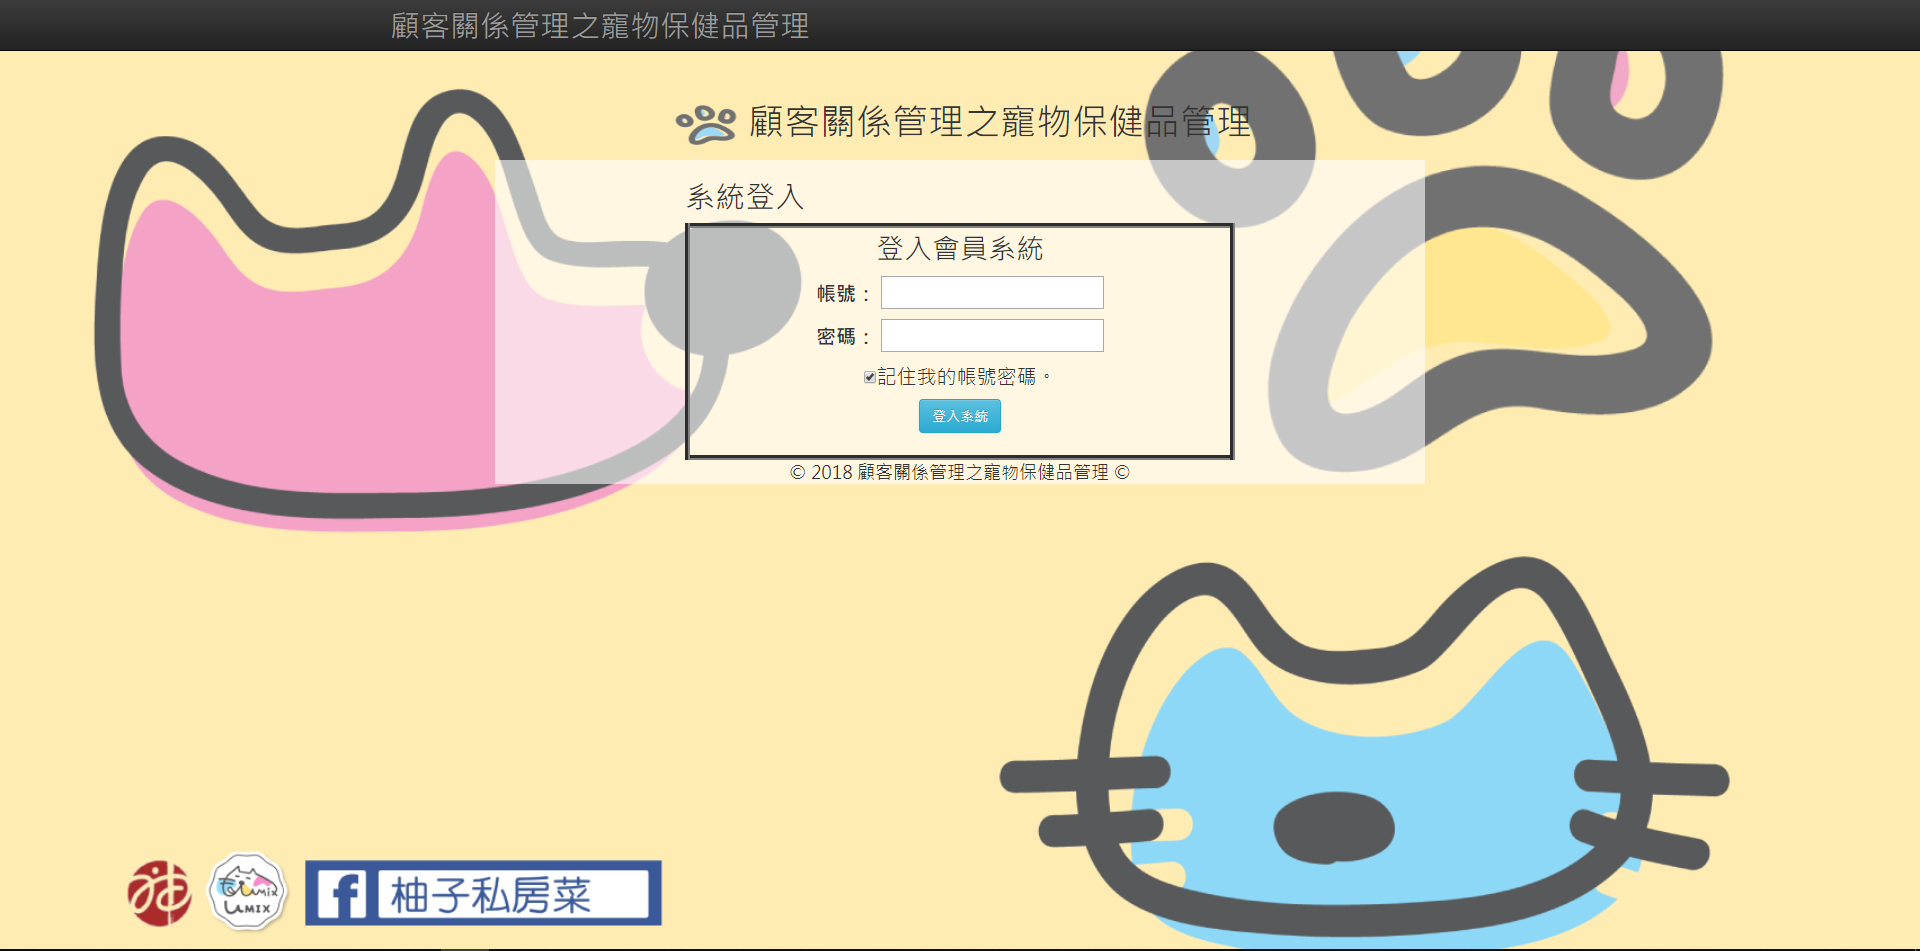 顧客關係管理之寵物保健品管理
顧客關係管理之寵物保健品管理
系統登入
登入會員系統
帳號：
密碼：
記住我的帳號密碼。
登入系統
© 2018 顧客關係管理之寵物保健品管理 ©
UMIX
f 柚子私房菜